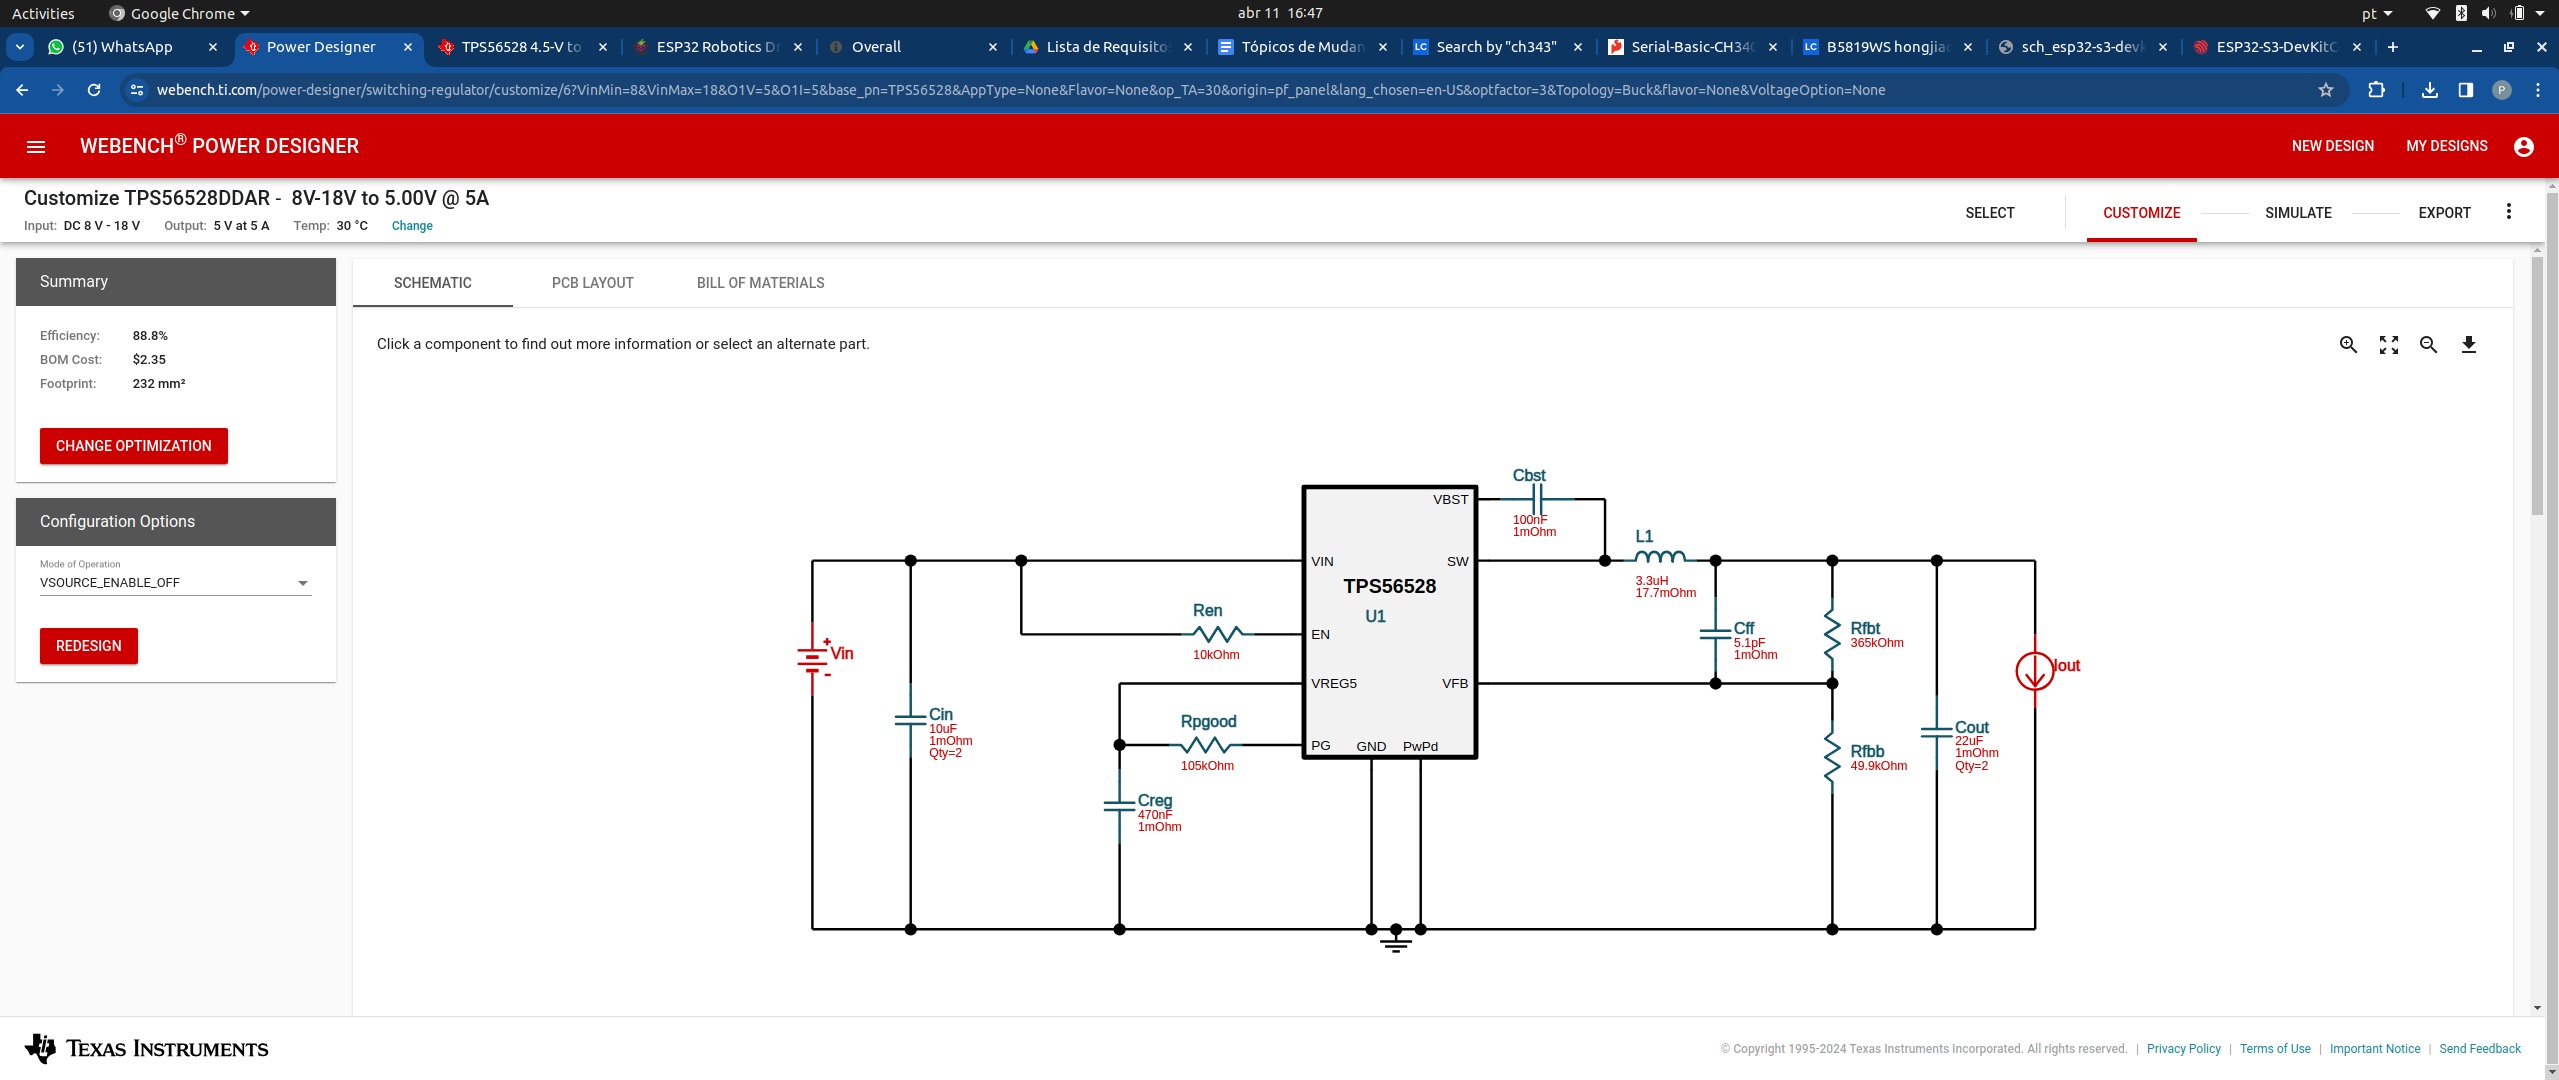 Activities
Google Chrome
abr 11 16:47
pt
(51) WhatsApp
Power Designer
TPS56528 4.5-V to
ESP32 Robotics Dr
Overall
Lista de Requisito
Tópicos de Mudan
LC Search by "ch343"
Serial-Basic-CH340
LC B5819WS hongjia
sch_esp32-s3-devk
ESP32-S3-DevKitC
webench.ti.com/power-designer/switching-regulator/customize/6?VinMin=8&VinMax=18&O1V=5&O1I=5&base_pn=TPS56528&AppType=None&Flavor=None&op_TA=30&origin=pf_panel&lang_chosen=en-US&optfactor=3&Topology=Buck&flavor=None&VoltageOption=None
P
WEBENCH® POWER DESIGNER
NEW DESIGN
MY DESIGNS
Customize TPS56528DDAR - 8V-18V to 5.00V @ 5A
Input: DC 8 V - 18 V Output: 5 V at 5 A Temp: 30 °C Change
SELECT
CUSTOMIZE
SIMULATE
EXPORT
Summary
Efficiency: 88.8%
BOM Cost: $2.35
Footprint: 232 mm²
CHANGE OPTIMIZATION
Configuration Options
Mode of Operation
VSOURCE_ENABLE_OFF
REDESIGN
SCHEMATIC
PCB LAYOUT
BILL OF MATERIALS
Click a component to find out more information or select an alternate part.
+
Vin
-
Cin
10uF
1mOhm
Qty=2
Ren
10kOhm
Rpgood
105kOhm
Creg
470nF
1mOhm
VBST
VIN
SW
TPS56528
U1
EN
VREG5
VFB
PG
GND
PwPd
Cbst
100nF
1mOhm
L1
3.3uH
17.7mOhm
Cff
5.1pF
1mOhm
Rfbt
365kOhm
Rfbb
49.9kOhm
Cout
22uF
1mOhm
Qty=2
Iout
TEXAS INSTRUMENTS
© Copyright 1995-2024 Texas Instruments Incorporated. All rights reserved. | Privacy Policy | Terms of Use | Important Notice | Send Feedback